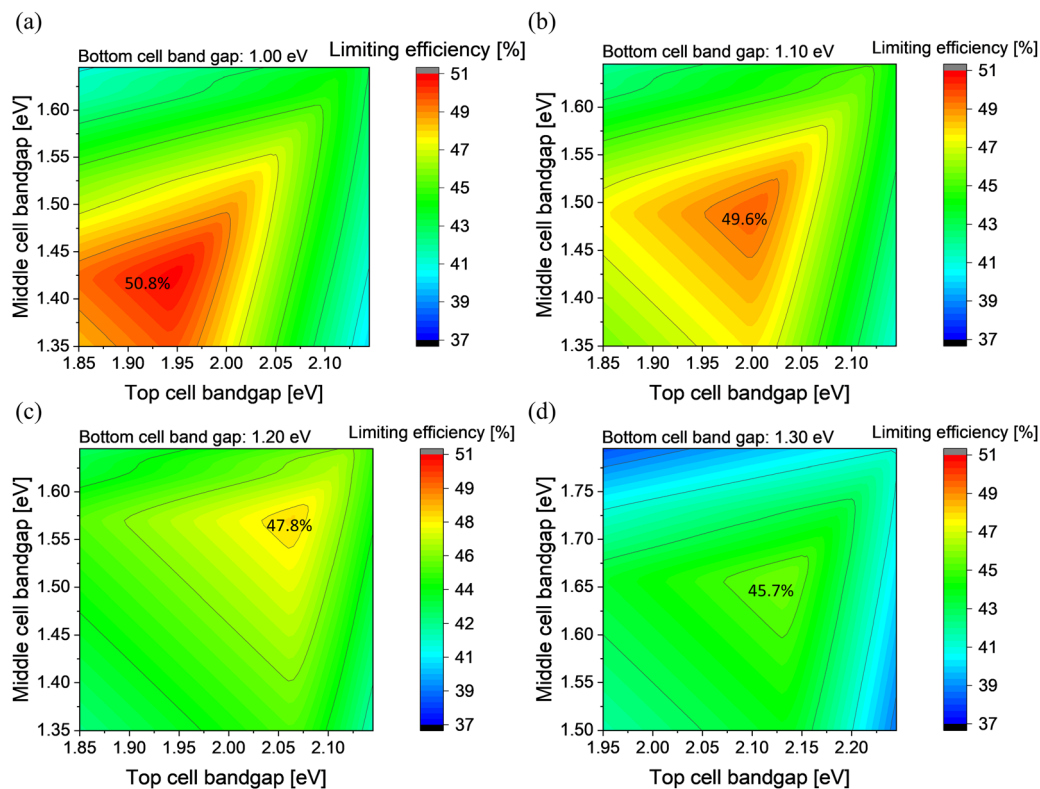 (a)
Bottom cell band gap: 1.00 eV
Limiting efficiency [%]
Middle cell bandgap [eV]
1.60
1.55
1.50
1.45
1.40
1.35
50.8%
1.85 1.90 1.95 2.00 2.05 2.10
Top cell bandgap [eV]
51
49
47
45
43
41
39
37
(b)
Bottom cell band gap: 1.10 eV
Limiting efficiency [%]
Middle cell bandgap [eV]
1.60
1.55
1.50
1.45
1.40
1.35
49.6%
1.85 1.90 1.95 2.00 2.05 2.10
Top cell bandgap [eV]
51
49
47
45
43
41
39
37
(c)
Bottom cell band gap: 1.20 eV
Limiting efficiency [%]
Middle cell bandgap [eV]
1.60
1.55
1.50
1.45
1.40
1.35
47.8%
1.85 1.90 1.95 2.00 2.05 2.10
Top cell bandgap [eV]
51
49
48
46
44
42
41
39
37
(d)
Bottom cell band gap: 1.30 eV
Limiting efficiency [%]
Middle cell bandgap [eV]
1.75
1.70
1.65
1.60
1.55
1.50
45.7%
1.95 2.00 2.05 2.10 2.15 2.20
Top cell bandgap [eV]
51
49
47
45
43
41
39
37